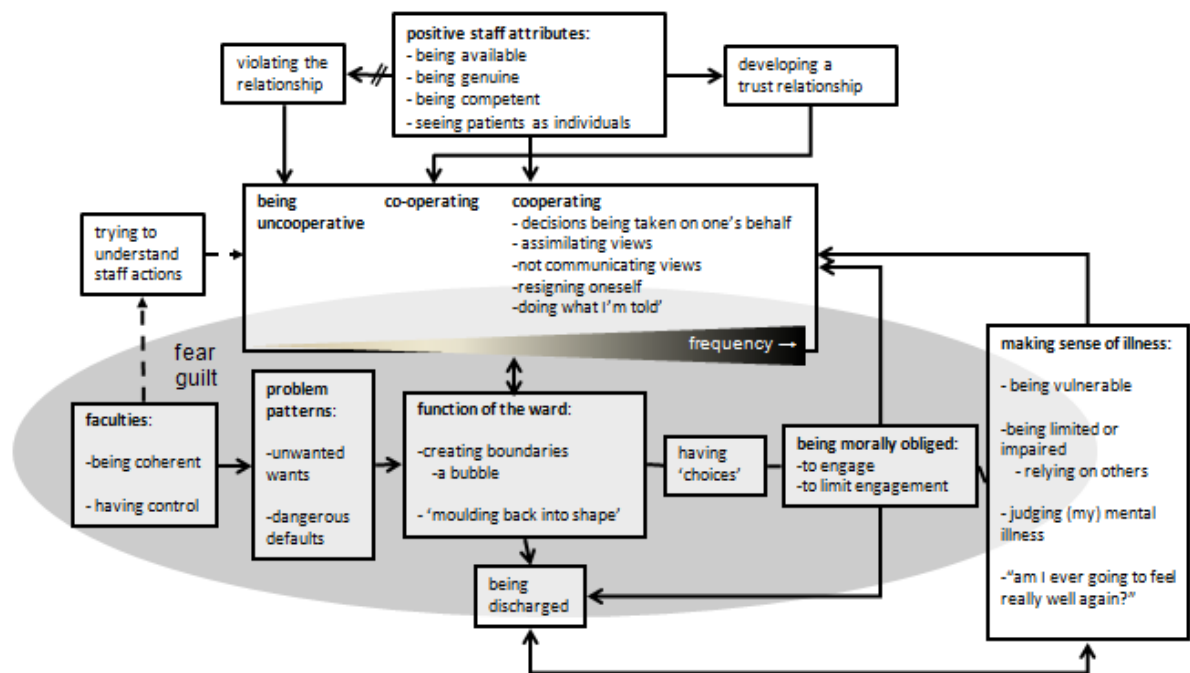 positive staff attributes:
- being available
- being genuine
- being competent
- seeing patients as individuals
violating the
relationship
developing a
trust relationship
being
uncooperative
co-operating
cooperating
- decisions being taken on one's behalf
- assimilating views
-not communicating views
-resigning oneself
-doing what I'm told'
frequency →
trying to
understand
staff actions
fear
guilt
faculties:
-being coherent
- having control
problem
patterns:
-unwanted
wants
-dangerous
defaults
function of the ward:
-creating boundaries
-a bubble
- 'moulding back into shape'
having
'choices'
being morally obliged:
-to engage
-to limit engagement
making sense of illness:
- being vulnerable
-being limited or
impaired
- relying on others
- judging (my) mental
illness
-"am I ever going to feel
really well again?"
being
discharged